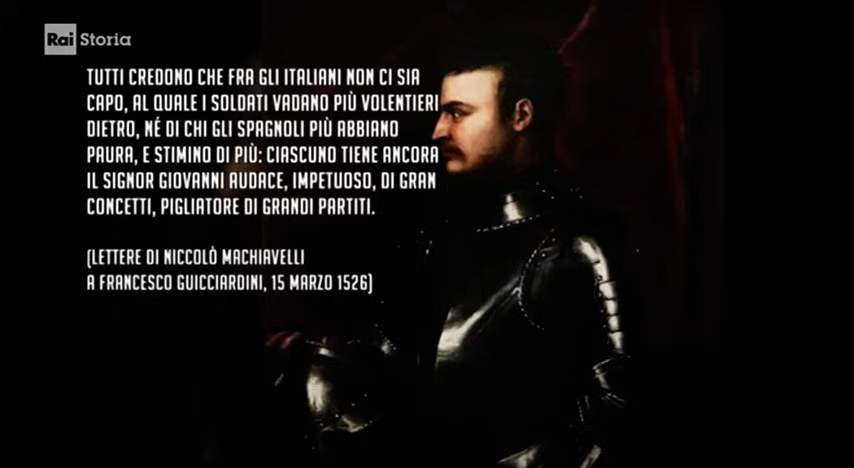 Rai Storia
TUTTI CREDONO CHE FRA GLI ITALIANI NON CI SIA
CAPO, AL QUALE I SOLDATI VADANO PIÙ VOLENTIERI
DIETRO, NÉ DI CHI GLI SPAGNOLI PIÙ ABBIANO
PAURA, E STIMINO DI PIÙ: CIASCUNO TIENE ANCORA
IL SIGNOR GIOVANNI AUDACE, IMPETUOSO, DI GRAN
CONCETTI, PIGLIATORE DI GRANDI PARTITI.
(LETTERE DI NICCOLÒ MACHIAVELLI
A FRANCESCO GUICCIARDINI, 15 MARZO 1526)